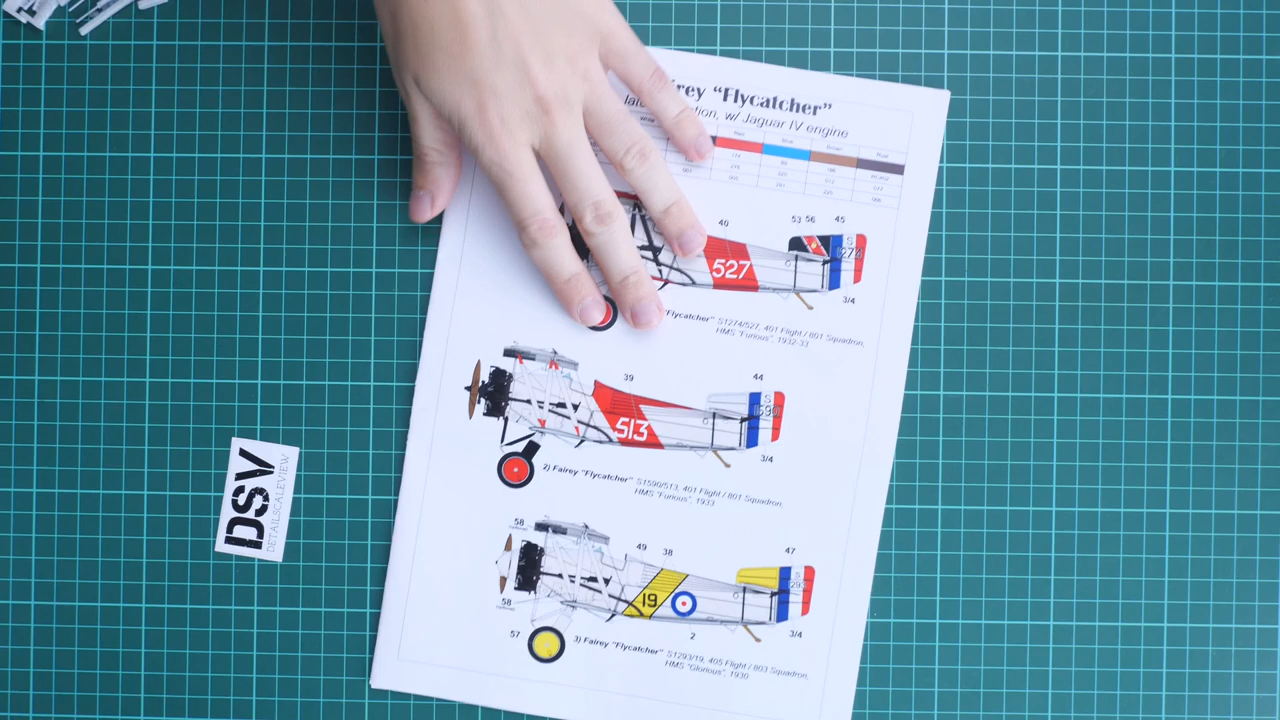 "Flycatcher"
w/ Jaguar IV engine
Red Blue Brown Rust
40 53 56 45
527
S
1274
3/4
"Flycatcher" S1274/527, 401 Flight / 801 Squadron,
HMS "Furious", 1932-33
39 44
513
S
1590
3/4
2) Fairey "Flycatcher" S1590/513, 401 Flight / 801 Squadron,
HMS "Furious", 1933
58
49 38 47
19
S
1293
58
57 2 3/4
3) Fairey "Flycatcher" S1293/19, 405 Flight / 803 Squadron,
HMS "Glorious", 1930
DSV
DETAILSCALEVIEW